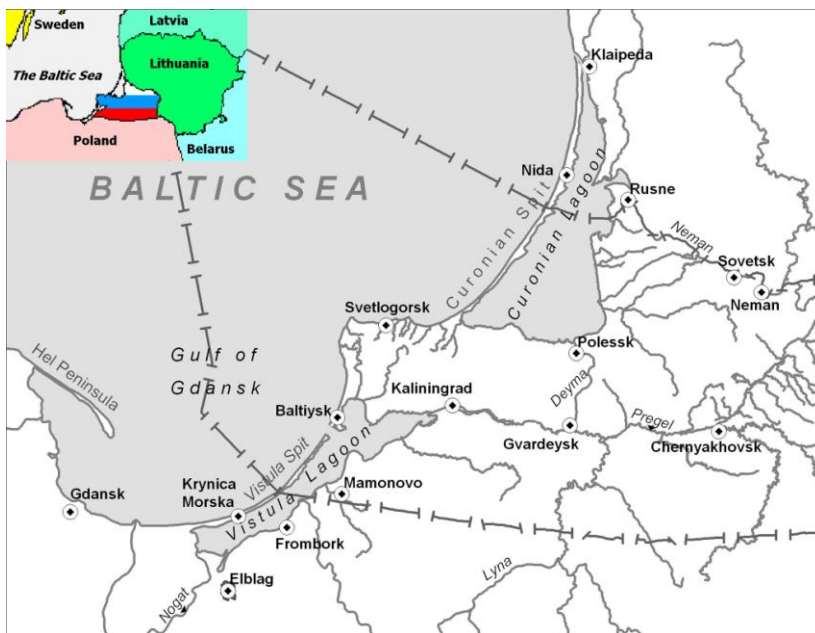 Sweden
Latvia
Lithuania
The Baltic Sea
Poland
Belarus
Klaipeda
BALTIC SEA
Nida
Curonian Spit
Curonian Lagoon
Rusne
Neman
Sovetsk
Neman
Svetlogorsk
Polessk
Gulf of
Gdansk
Hel Peninsula
Kaliningrad
Deyma
Baltiysk
Pregel
Gvardeysk
Chernyakhovsk
Vistula Spit
Vistula Lagoon
Krynica
Morska
Mamonovo
Gdansk
Frombork
Elblag
Nogat
Lyna